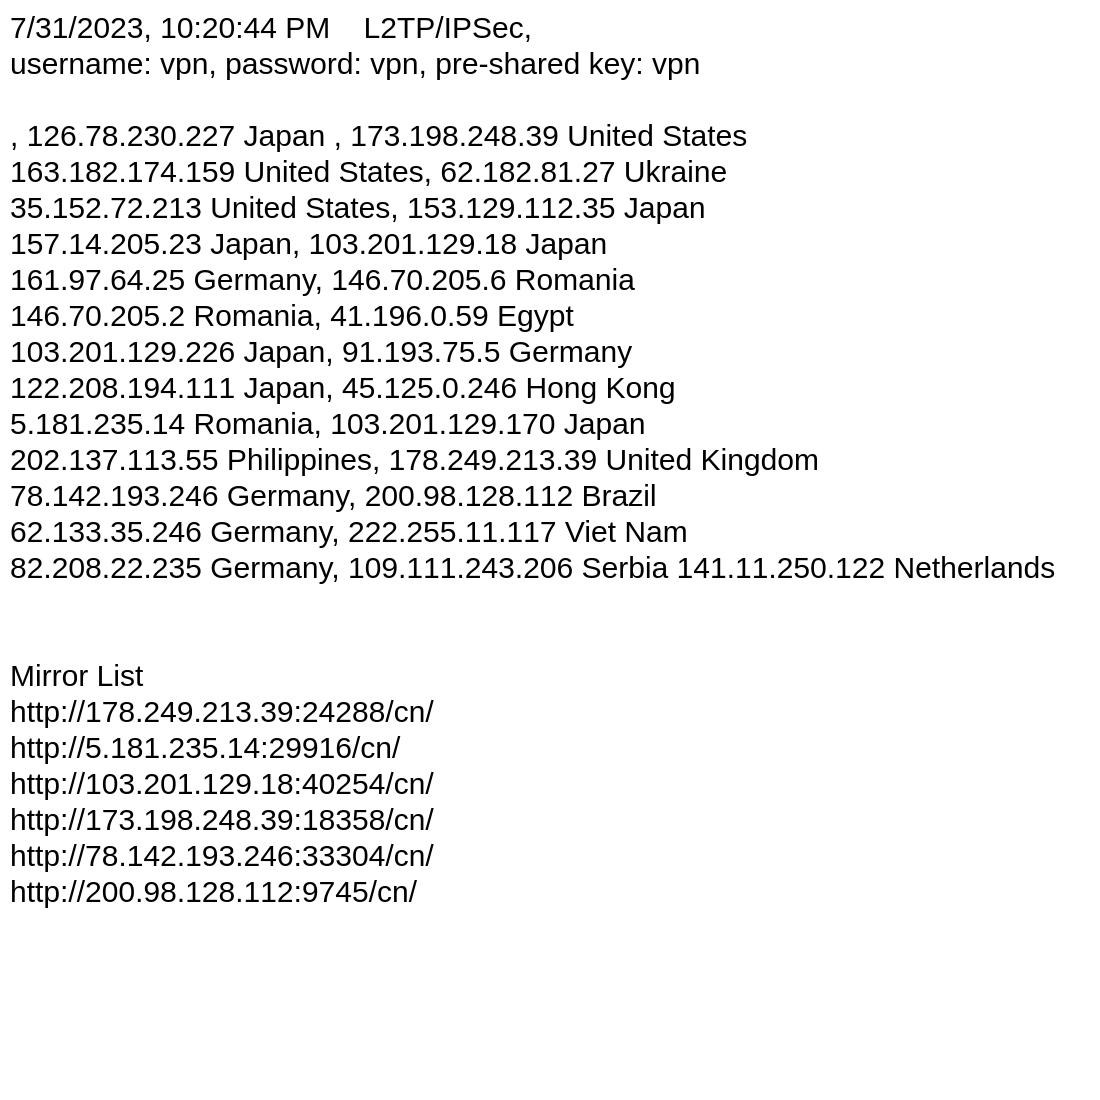 7/31/2023, 10:20:44 PM    L2TP/IPSec,
username: vpn, password: vpn, pre-shared key: vpn
, 126.78.230.227 Japan , 173.198.248.39 United States
163.182.174.159 United States, 62.182.81.27 Ukraine
35.152.72.213 United States, 153.129.112.35 Japan
157.14.205.23 Japan, 103.201.129.18 Japan
161.97.64.25 Germany, 146.70.205.6 Romania
146.70.205.2 Romania, 41.196.0.59 Egypt
103.201.129.226 Japan, 91.193.75.5 Germany
122.208.194.111 Japan, 45.125.0.246 Hong Kong
5.181.235.14 Romania, 103.201.129.170 Japan
202.137.113.55 Philippines, 178.249.213.39 United Kingdom
78.142.193.246 Germany, 200.98.128.112 Brazil
62.133.35.246 Germany, 222.255.11.117 Viet Nam
82.208.22.235 Germany, 109.111.243.206 Serbia 141.11.250.122 Netherlands
Mirror List
http://178.249.213.39:24288/cn/
http://5.181.235.14:29916/cn/
http://103.201.129.18:40254/cn/
http://173.198.248.39:18358/cn/
http://78.142.193.246:33304/cn/
http://200.98.128.112:9745/cn/